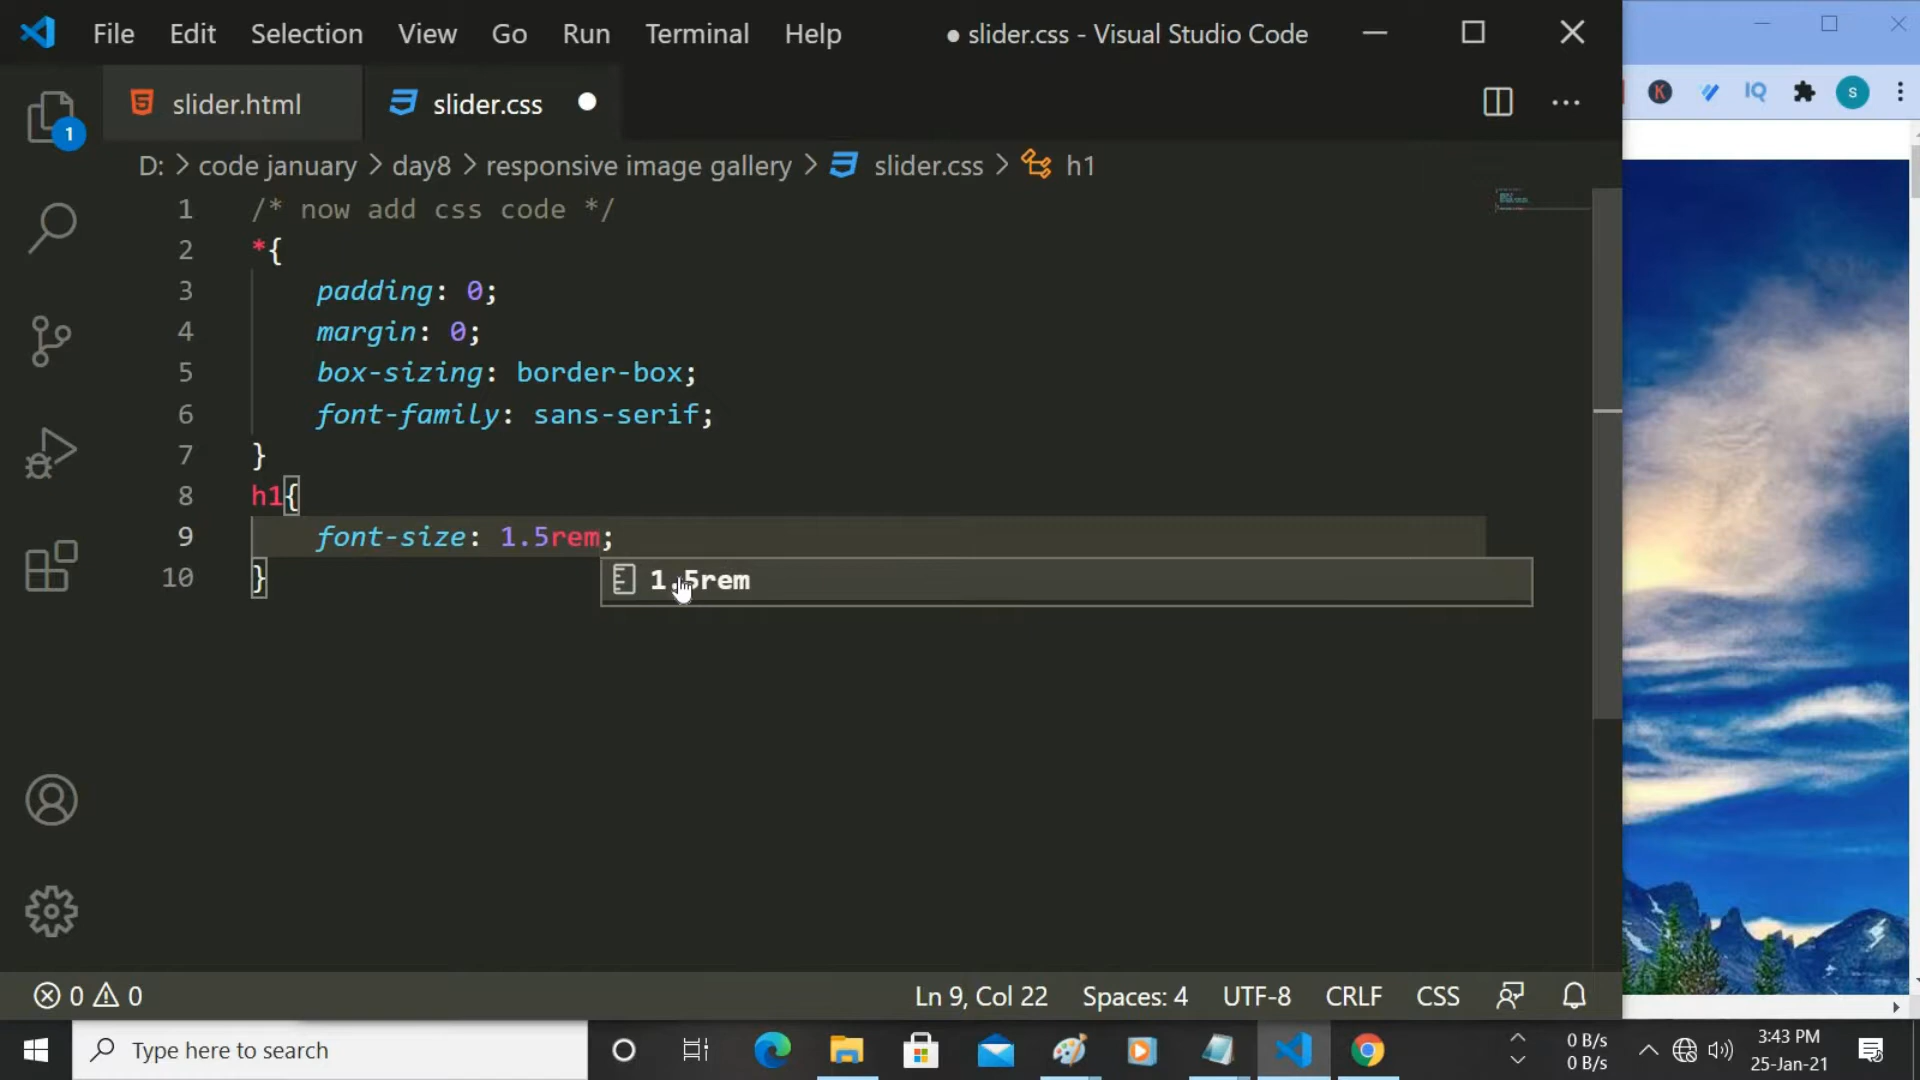 File Edit Selection View Go Run Terminal Help ● slider.css - Visual Studio Code
slider.html slider.css
K IQ s
1
D: > code january > day8 > responsive image gallery > slider.css > h1
1 /* now add css code */
2 *{
3 padding: 0;
4 margin: 0;
5 box-sizing: border-box;
6 font-family: sans-serif;
7 }
8 h1{
9 font-size: 1.5rem;
10 }
1.5rem
0 0 Ln 9, Col 22 Spaces: 4 UTF-8 CRLF CSS
Type here to search
0 B/s
0 B/s
3:43 PM
25-Jan-21